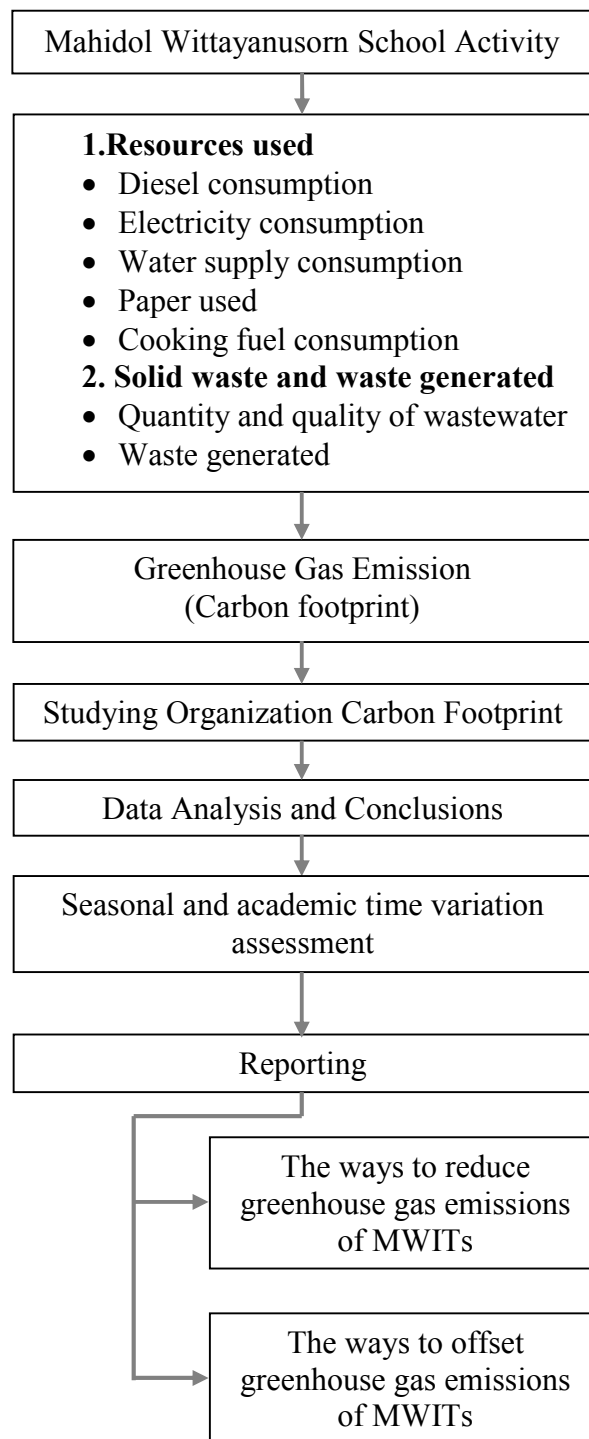 Mahidol Wittayanusorn School Activity
1.Resources used
• Diesel consumption
• Electricity consumption
• Water supply consumption
• Paper used
• Cooking fuel consumption
2. Solid waste and waste generated
• Quantity and quality of wastewater
• Waste generated
Greenhouse Gas Emission
(Carbon footprint)
Studying Organization Carbon Footprint
Data Analysis and Conclusions
Seasonal and academic time variation
assessment
Reporting
The ways to reduce
greenhouse gas emissions
of MWITs
The ways to offset
greenhouse gas emissions
of MWITs